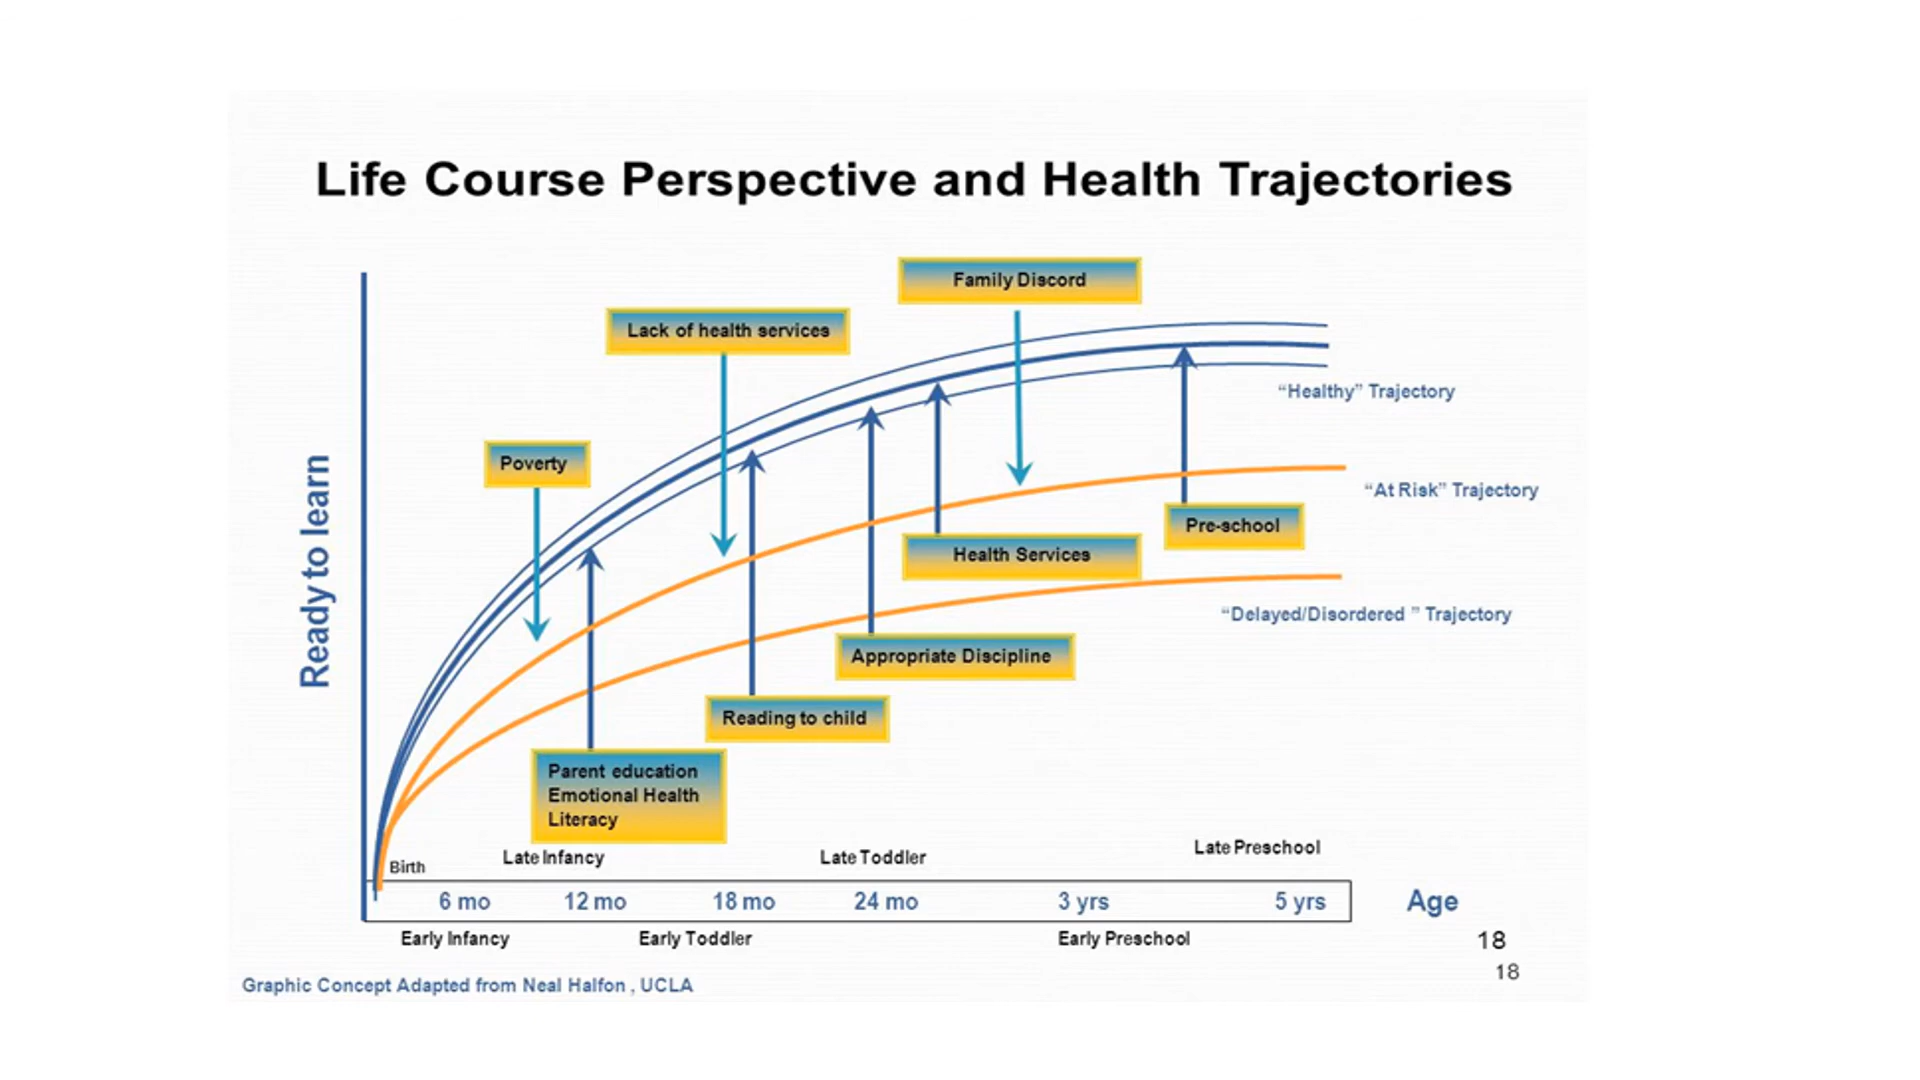 Life Course Perspective and Health Trajectories
Family Discord
Lack of health services
"Healthy" Trajectory
Poverty
"At Risk" Trajectory
Pre-school
Health Services
Ready to learn
"Delayed/Disordered " Trajectory
Appropriate Discipline
Reading to child
Parent education
Emotional Health
Literacy
Birth
Late Infancy
Late Toddler
Late Preschool
6 mo 12 mo 18 mo 24 mo 3 yrs 5 yrs Age
Early Infancy
Early Toddler
Early Preschool
18
18
Graphic Concept Adapted from Neal Halfon , UCLA